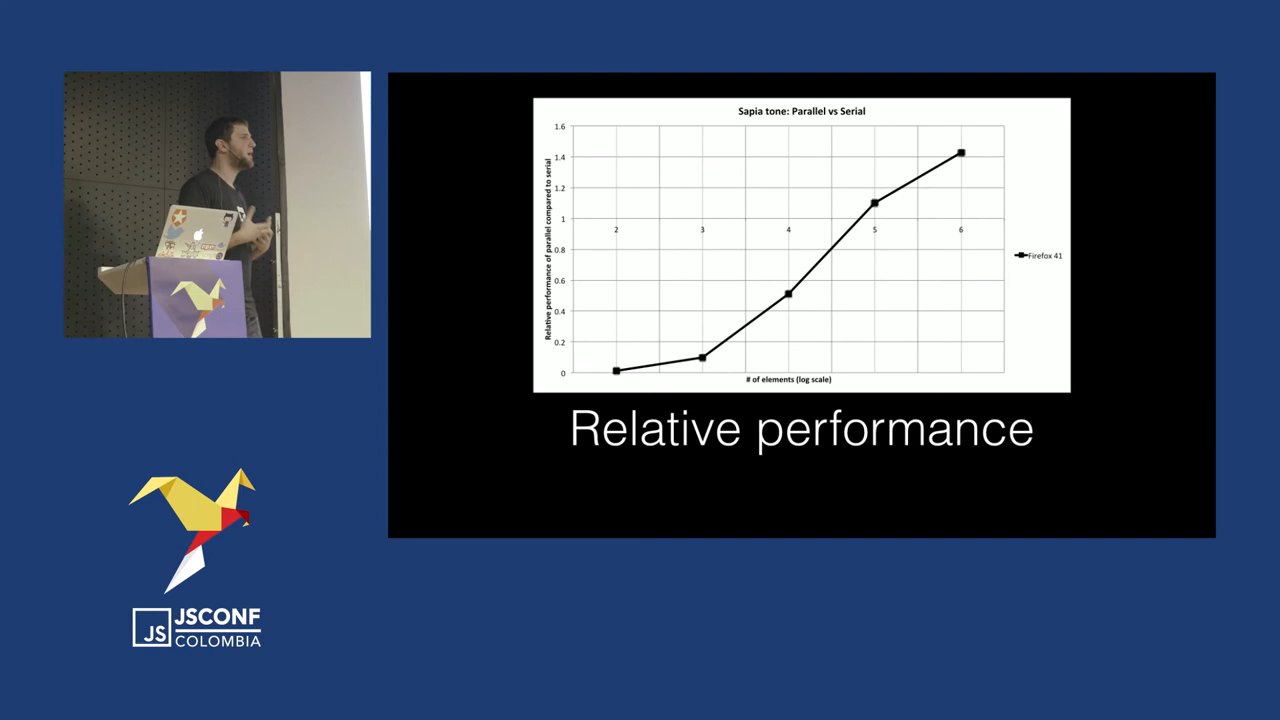 Sapia tone: Parallel vs Serial
Relative performance of parallel compared to serial
1.6
1.4
1.2
1
0.8
0.6
0.4
0.2
0
2
3
4
5
6
Firefox 41
# of elements (log scale)
Relative performance
JS
JSCONF
COLOMBIA